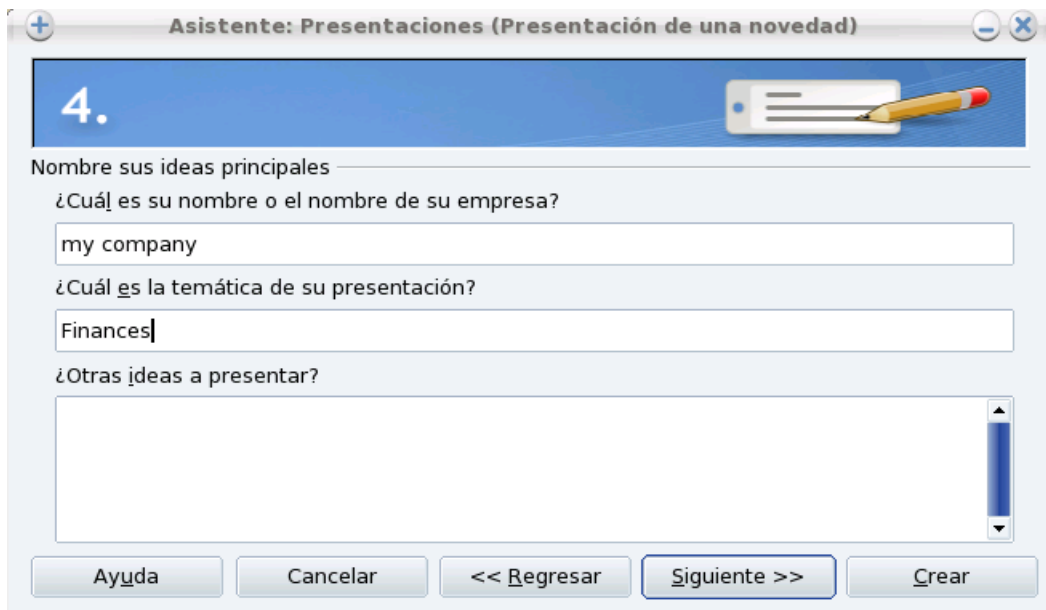 Asistente: Presentaciones (Presentación de una novedad)
4.
Nombre sus ideas principales
¿Cuál es su nombre o el nombre de su empresa?
my company
¿Cuál es la temática de su presentación?
Finances
¿Otras ideas a presentar?
Ayuda Cancelar << Regresar Siguiente >> Crear